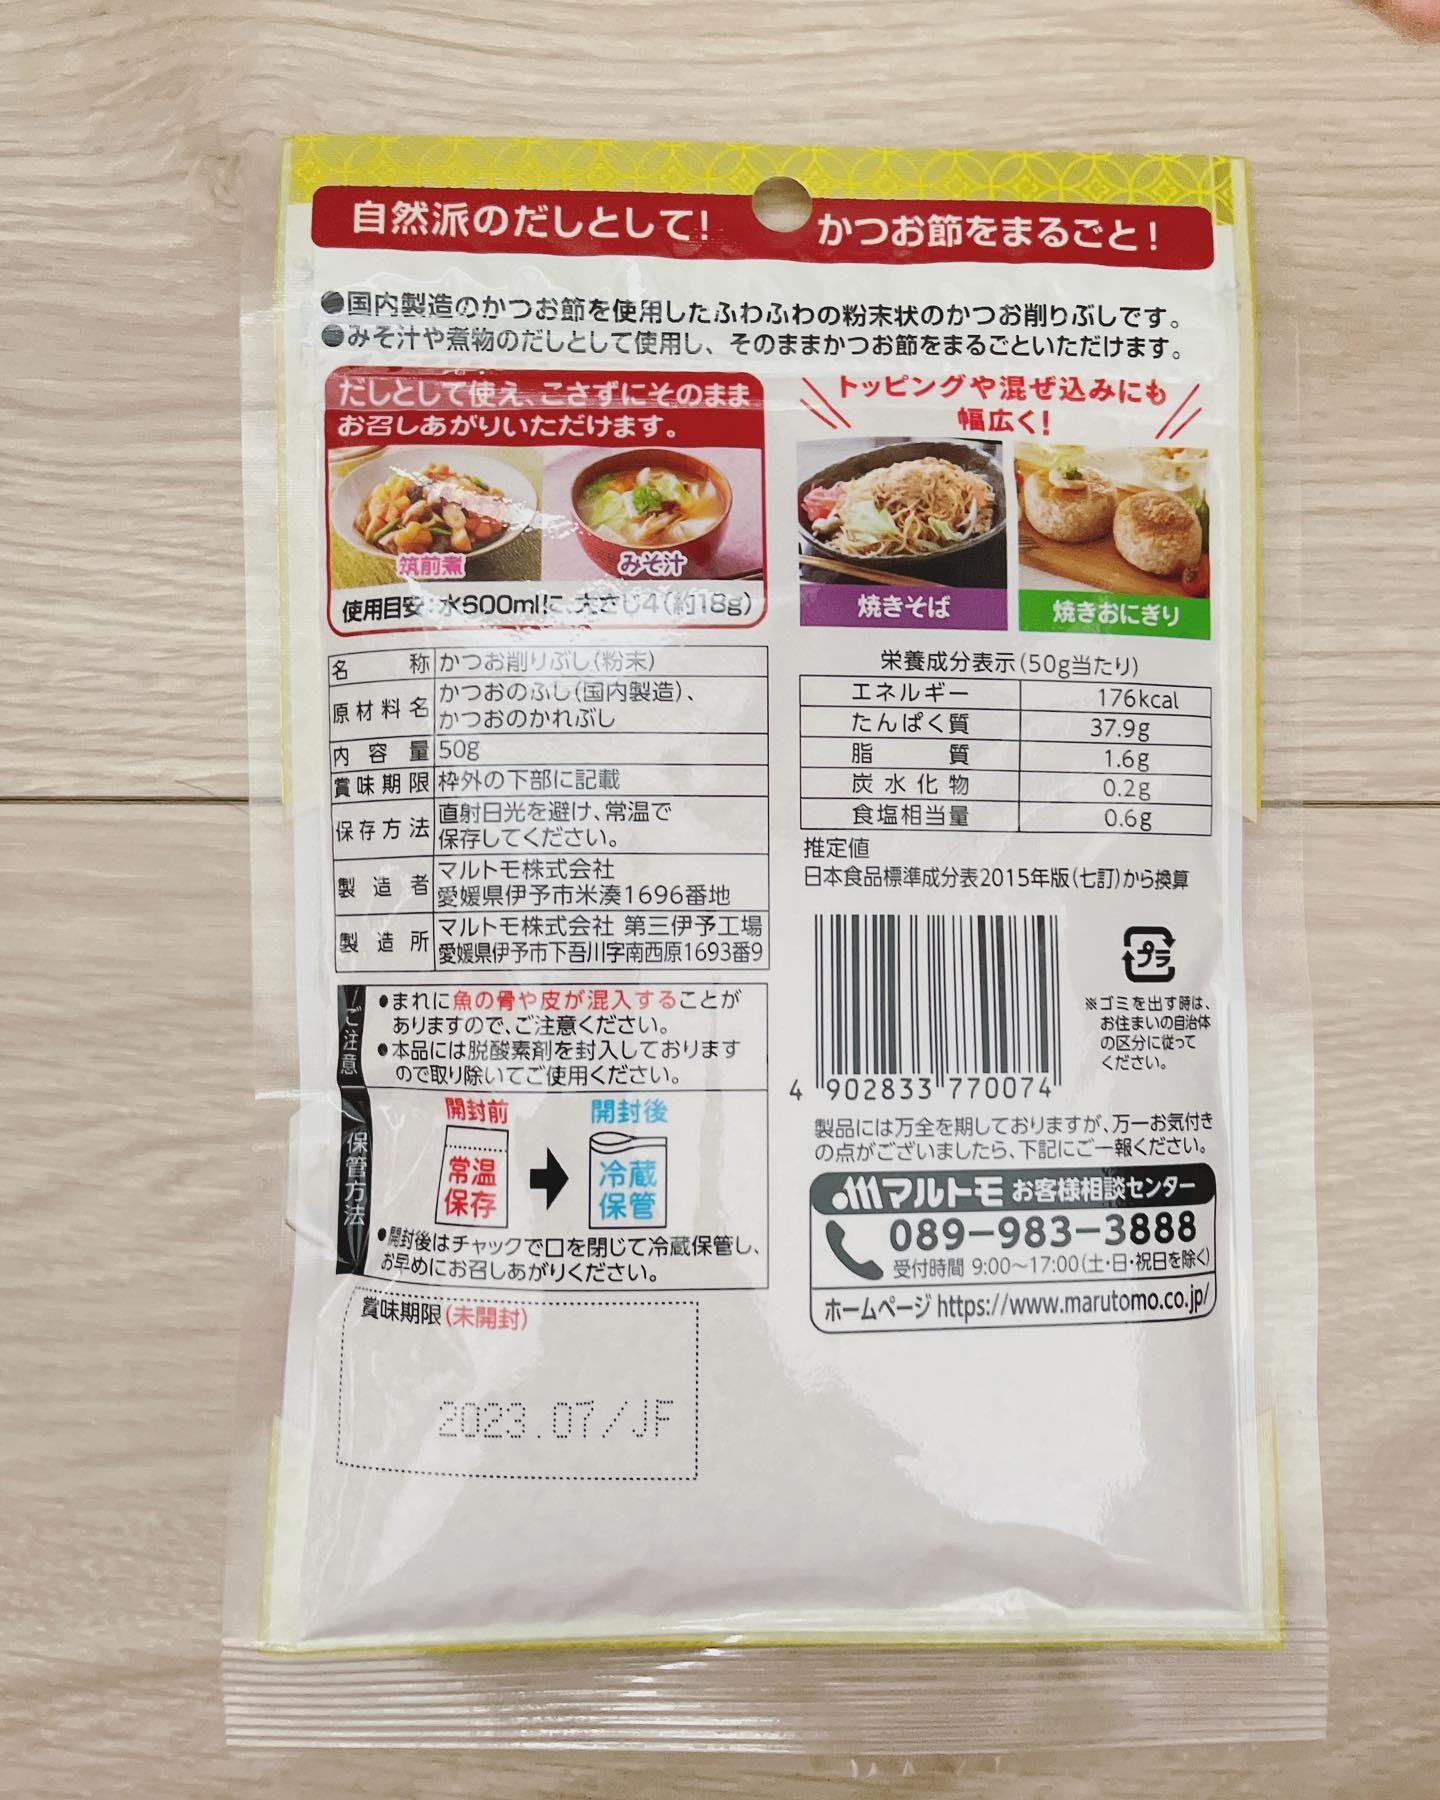 自然派のだしとして! かつお節をまるごと!
●国内製造のかつお節を使用したふわふわの粉末状のかつお削りぶしです。
●みそ汁や煮物のだしとして使用し、そのままかつお節をまるごといただけます。
だしとして使え、こさずにそのまま
お召しあがりいただけます。
筑前煮 みそ汁
使用目安:水600mlに、大さじ4(約18g)
トッピングや混ぜ込みにも
幅広く!
焼きそば 焼きおにぎり
名称 かつお削りぶし(粉末)
原材料名 かつおのふし(国内製造)、
かつおのかれぶし
内容量 50g
賞味期限 枠外の下部に記載
保存方法 直射日光を避け、常温で
保存してください。
製造者 マルトモ株式会社
愛媛県伊予市米湊1696番地
製造所 マルトモ株式会社 第三伊予工場
愛媛県伊予市下吾川字南西原1693番9
栄養成分表示(50g当たり)
エネルギー 176kcal
たんぱく質 37.9g
脂質 1.6g
炭水化物 0.2g
食塩相当量 0.6g
推定値
日本食品標準成分表2015年版(七訂)から換算
ご注意
●まれに魚の骨や皮が混入することが
ありますので、ご注意ください。
●本品には脱酸素剤を封入しております
ので取り除いてご使用ください。
保管方法
開封前 開封後
常温
保存
冷蔵
保管
●開封後はチャックで口を閉じて冷蔵保管し、
お早めにお召しあがりください。
賞味期限(未開封)
2023.07/JF
4 902833 770074
プラ
※ゴミを出す時は、
お住まいの自治体
の区分に従って
ください。
製品には万全を期しておりますが、万一お気付き
の点がございましたら、下記にご一報ください。
マルトモ お客様相談センター
089-983-3888
受付時間 9:00~17:00(土・日・祝日を除く)
ホームページ https://www.marutomo.co.jp/